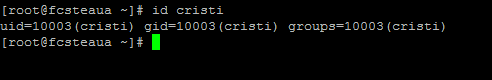 [root@fcsteaua ~]# id cristi
uid=10003(cristi) gid=10003(cristi) groups=10003(cristi)
[root@fcsteaua ~]#